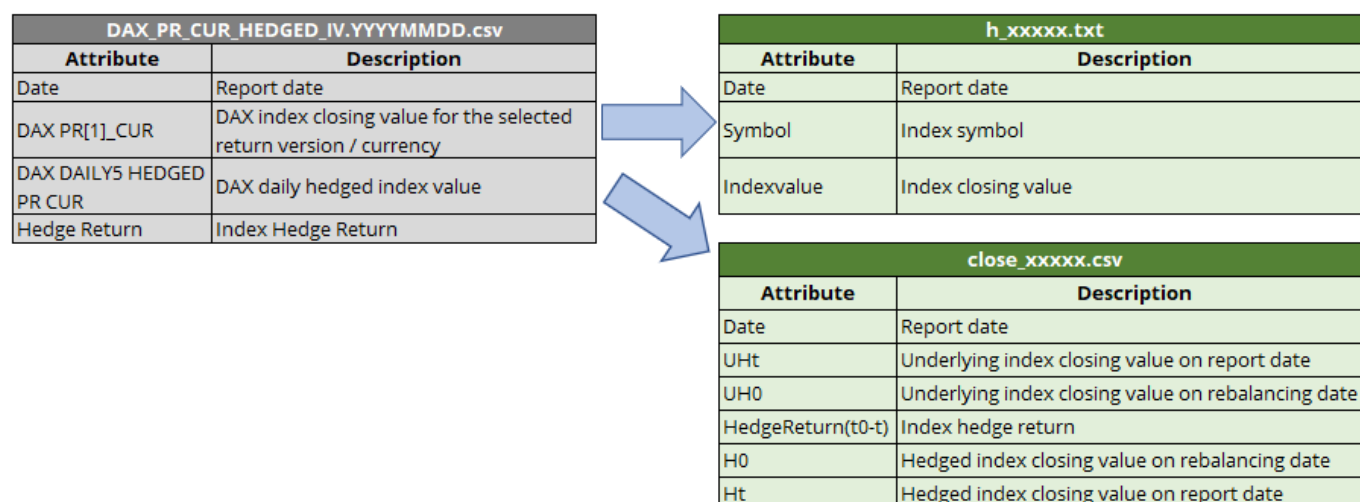 DAX_PR_CUR_HEDGED_IV.YYYYMMDD.csv
Attribute Description
Date Report date
DAX PR[1]_CUR DAX index closing value for the selected
return version / currency
DAX DAILY5 HEDGED
PR CUR DAX daily hedged index value
Hedge Return Index Hedge Return
h_xxxxx.txt
Attribute Description
Date Report date
Symbol Index symbol
Indexvalue Index closing value
close_xxxxx.csv
Attribute Description
Date Report date
UHt Underlying index closing value on report date
UH0 Underlying index closing value on rebalancing date
HedgeReturn(t0-t) Index hedge return
H0 Hedged index closing value on rebalancing date
Ht Hedged index closing value on report date